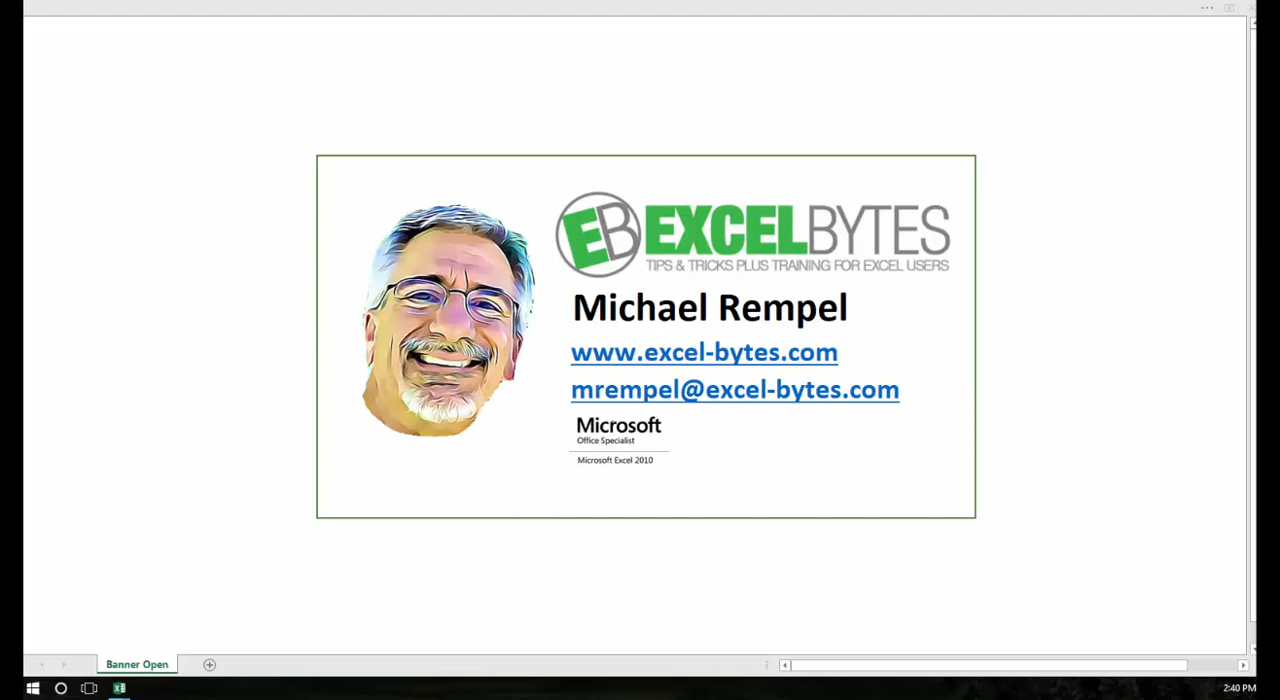 EB EXCELBYTES
TIPS & TRICKS PLUS TRAINING FOR EXCEL USERS
Michael Rempel
www.excel-bytes.com
mrempel@excel-bytes.com
Microsoft
Office Specialist
Microsoft Excel 2010
Banner Open
2:40 PM